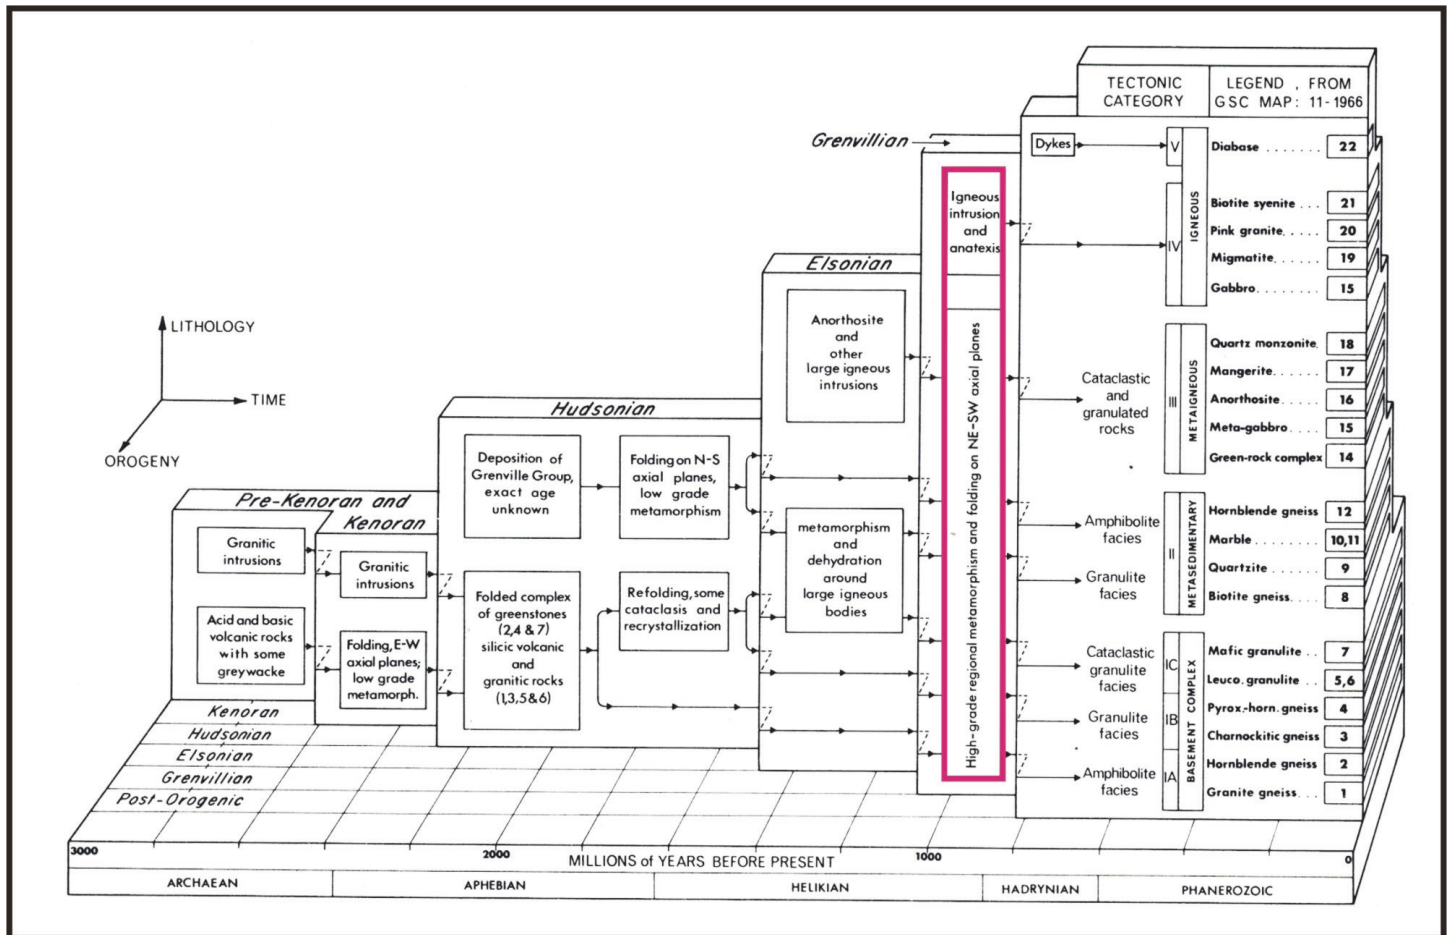 TECTONIC
CATEGORY
LEGEND , FROM
GSC MAP: 11-1966
Grenvillian
Dykes
V
IV
IGNEOUS
Diabase ....... 22
Biotite syenite ... 21
Pink granite..... 20
Migmatite...... 19
Gabbro........ 15
Igneous
intrusion
and
anatexis
High-grade regional metamorphism and folding on NE-SW axial planes
Elsonian
Anorthosite
and
other
large igneous
intrusions
metamorphism
and
dehydration
around
large igneous
bodies
LITHOLOGY
TIME
OROGENY
Hudsonian
Deposition of
Grenville Group,
exact age
unknown
Folding on N-S
axial planes,
low grade
metamorphism
Folded complex
of greenstones
(2,4 & 7)
silicic volcanic
and
granitic rocks
(1,3,5&6)
Refolding, some
cataclasis and
recrystallization
Pre-Kenoran and
Kenoran
Granitic
intrusions
Granitic
intrusions
Acid and basic
volcanic rocks
with some
greywacke
Folding, E-W
axial planes;
low grade
metamorph.
Cataclastic
and
granulated
rocks
III
METAIGNEOUS
Quartz monzonite. 18
Mangerite...... 17
Anorthosite .... 16
Meta-gabbro .... 15
Green-rock complex 14
Amphibolite
facies
Granulite
facies
II
METASEDIMENTARY
Hornblende gneiss 12
Marble ........ 10,11
Quartzite ..... 9
Biotite gneiss.... 8
Cataclastic
granulite
facies
Granulite
facies
Amphibolite
facies
IC
IB
IA
BASEMENT COMPLEX
Mafic granulite .. 7
Leuco. granulite .. 5,6
Pyrox.-horn. gneiss 4
Charnockitic gneiss 3
Hornblende gneiss 2
Granite gneiss... 1
Kenoran
Hudsonian
Elsonian
Grenvillian
Post-Orogenic
3000
2000
MILLIONS of YEARS BEFORE PRESENT
1000
0
ARCHAEAN
APHEBIAN
HELIKIAN
HADRYNIAN
PHANEROZOIC